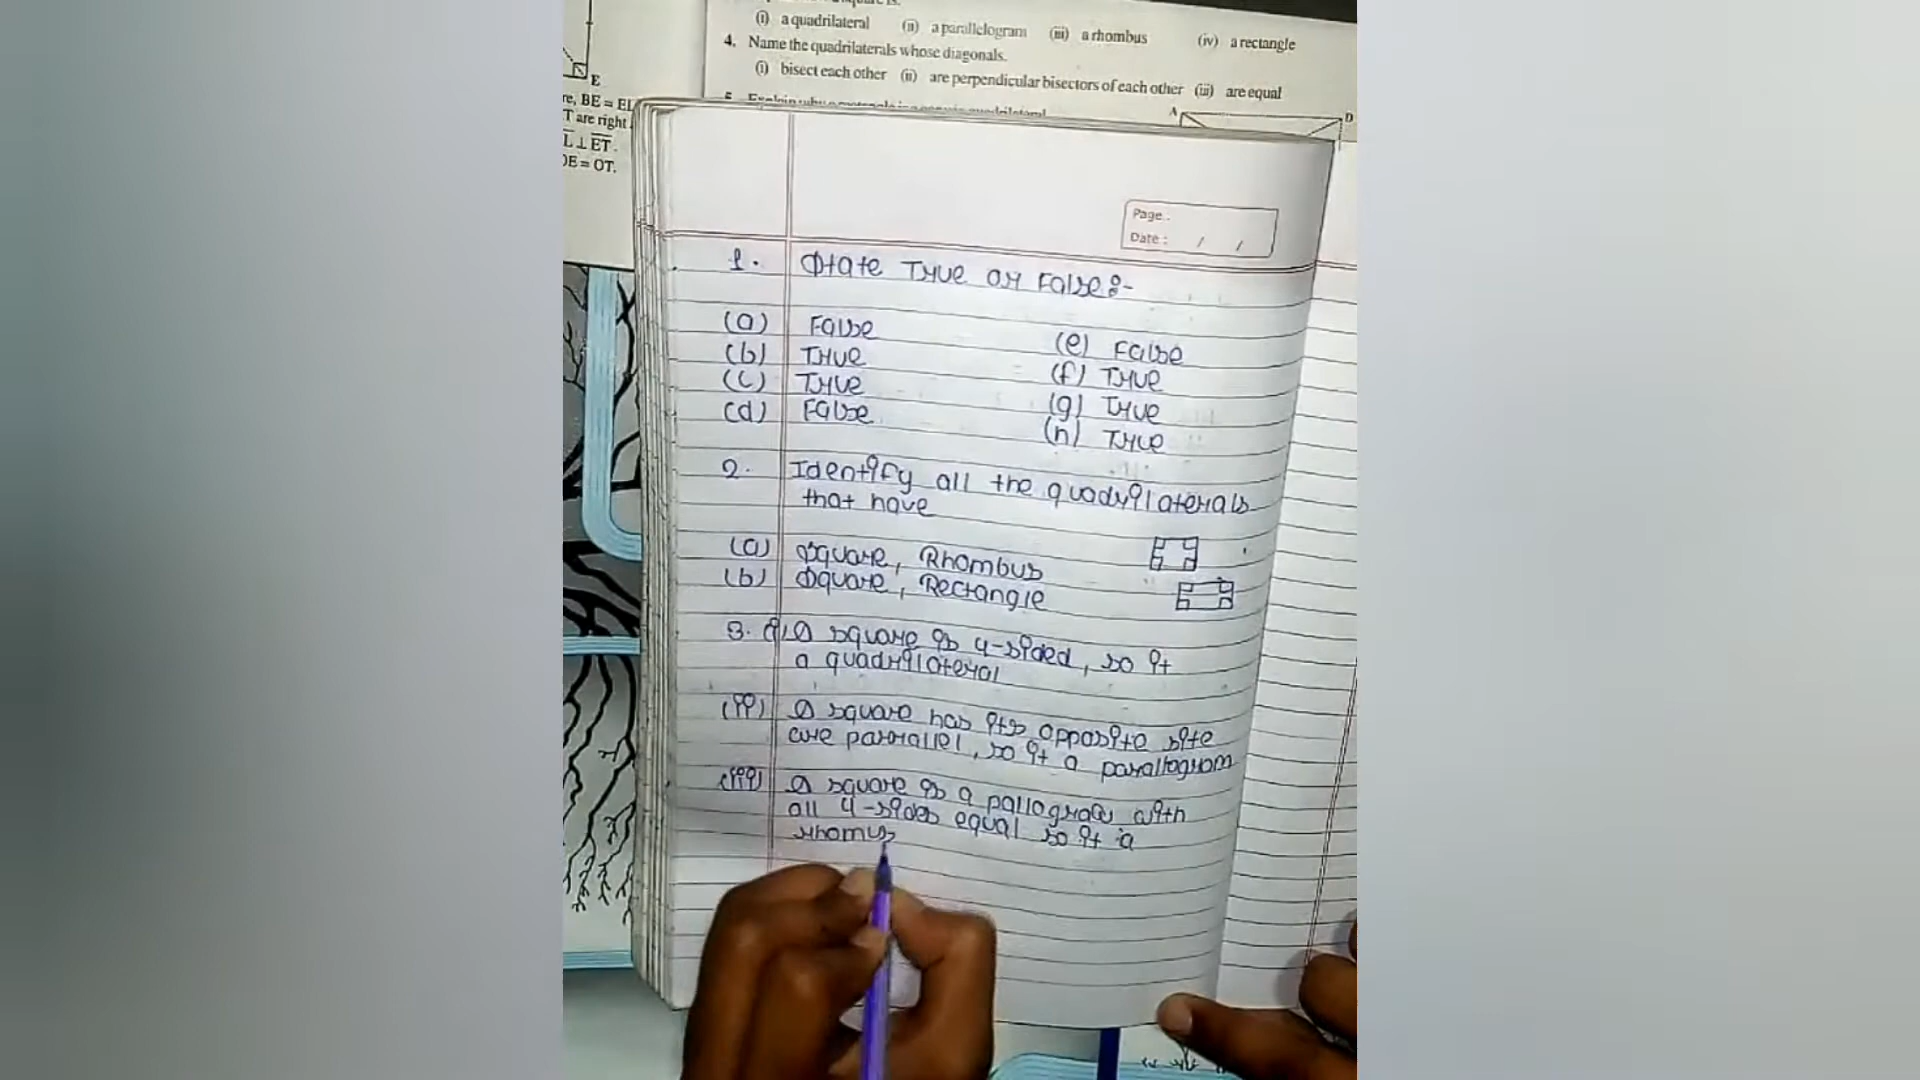 (i) a quadrilateral (ii) a parallelogram (iii) a rhombus (iv) a rectangle
4. Name the quadrilaterals whose diagonals.
(i) bisect each other (ii) are perpendicular bisectors of each other (iii) are equal
A D
E
re, BE = EL
T are right
L ⊥ ET.
OE = OT.
Page.
Date: / /
1. State True or False:-
(a) False
(b) True
(c) True
(d) False
(e) False
(f) True
(g) True
(h) True
2. Identify all the quadrilaterals
that have
(a) Square, Rhombus
(b) Square, Rectangle
3. (i) A square is 4-sided, so it
a quadrilateral
(ii) A square has its opposite site
are parrallel, so it a parallogram
(iii) A square is a pallogram with
all 4-sides equal so it a
rhomus